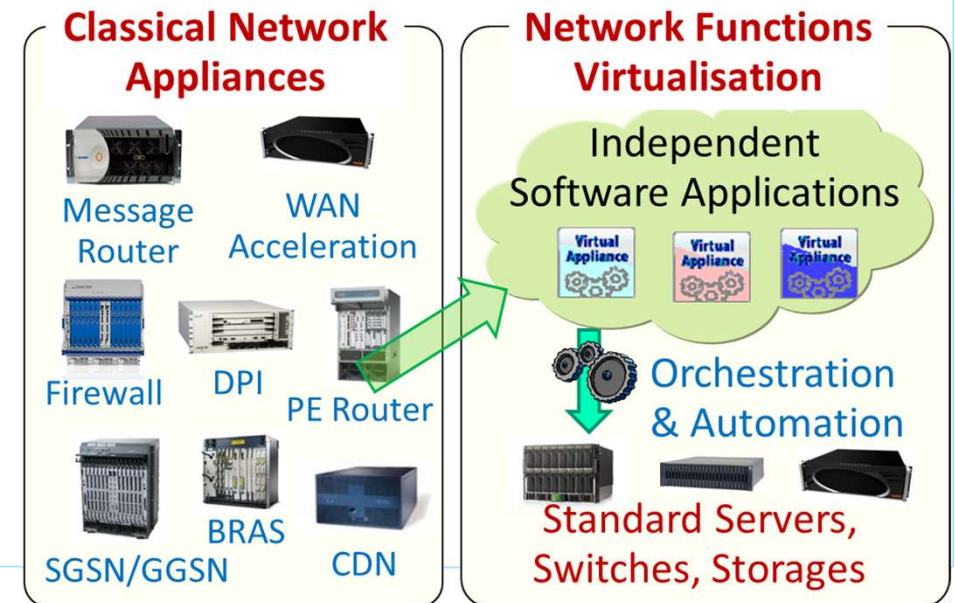 Classical Network
Appliances
Message
Router
WAN
Acceleration
Firewall
DPI
PE Router
SGSN/GGSN
BRAS
CDN
Network Functions
Virtualisation
Independent
Software Applications
Virtual
Appliance
Virtual
Appliance
Virtual
Appliance
Orchestration
& Automation
Standard Servers,
Switches, Storages